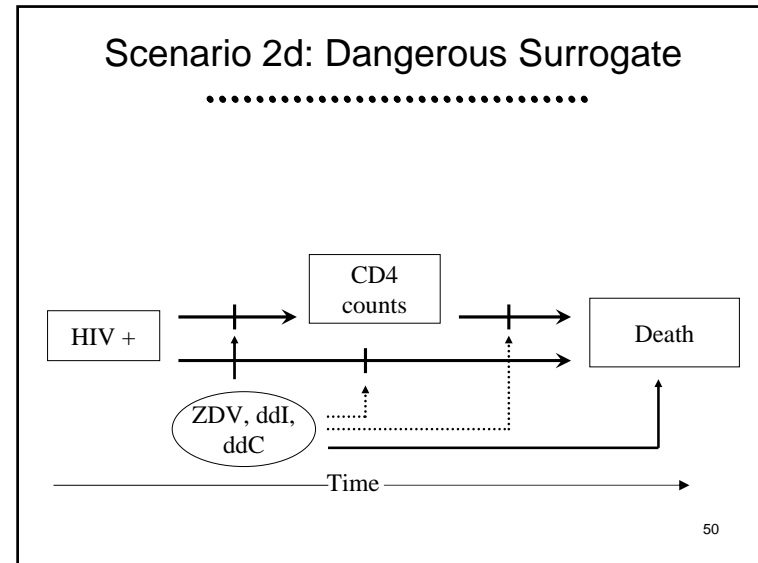 Scenario 2d: Dangerous Surrogate
CD4
counts
HIV +
Death
ZDV, ddI,
ddC
Time
50